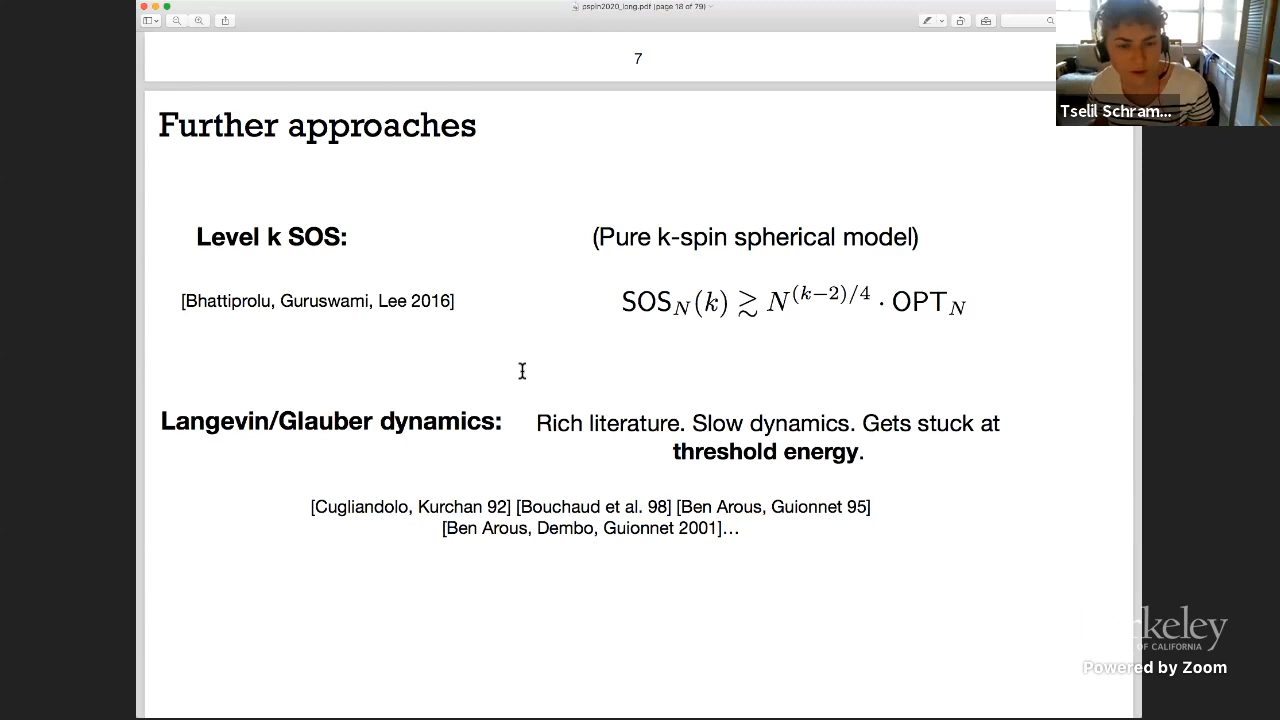 pspin2020_long.pdf (page 18 of 79)
7
Further approaches
Level k SOS:
(Pure k-spin spherical model)
[Bhattiprolu, Guruswami, Lee 2016]
SOS_N(k) ≳ N^{(k−2)/4} · OPT_N
Langevin/Glauber dynamics:
Rich literature. Slow dynamics. Gets stuck at
threshold energy.
[Cugliandolo, Kurchan 92] [Bouchaud et al. 98] [Ben Arous, Guionnet 95]
[Ben Arous, Dembo, Guionnet 2001]…
Tselil Schram...
rkeley
OF CALIFORNIA
Powered by Zoom